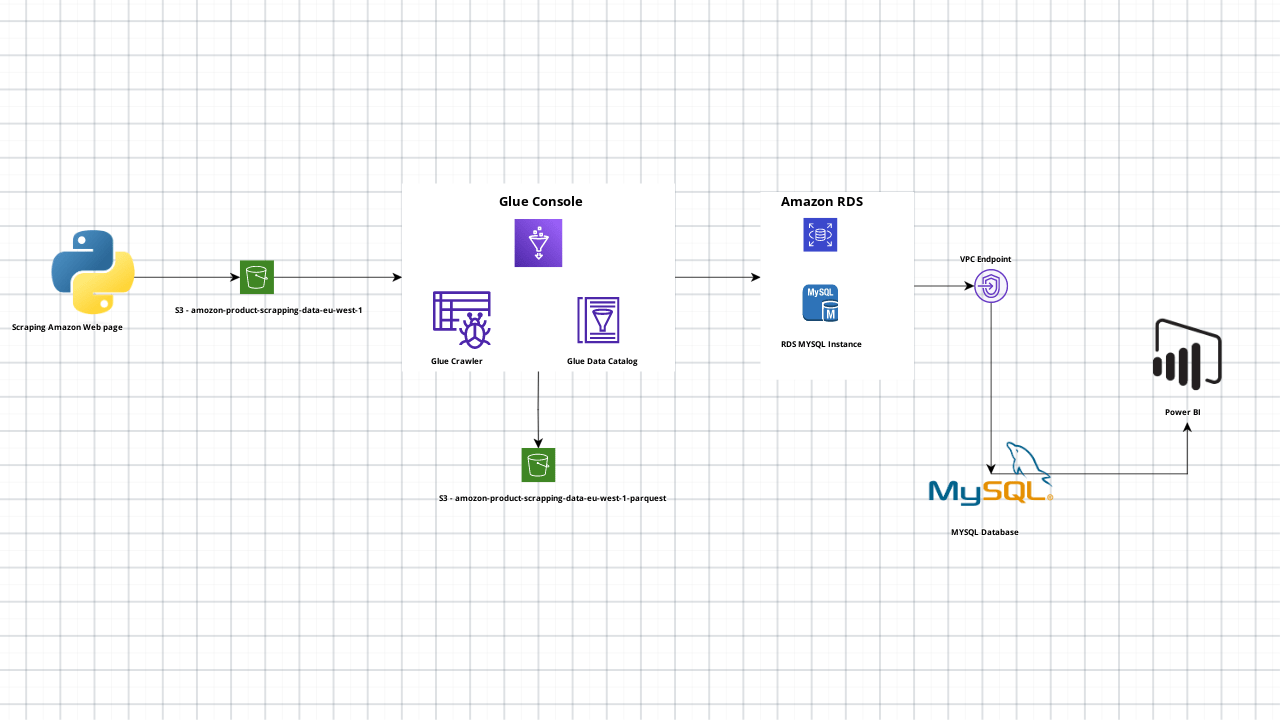 Glue Console
Amazon RDS
VPC Endpoint
MySQL
M
S3 - amazon-product-scrapping-data-eu-west-1
Scraping Amazon Web page
RDS MYSQL Instance
Glue Crawler
Glue Data Catalog
Power BI
MySQL®
S3 - amazon-product-scrapping-data-eu-west-1-parquest
MYSQL Database